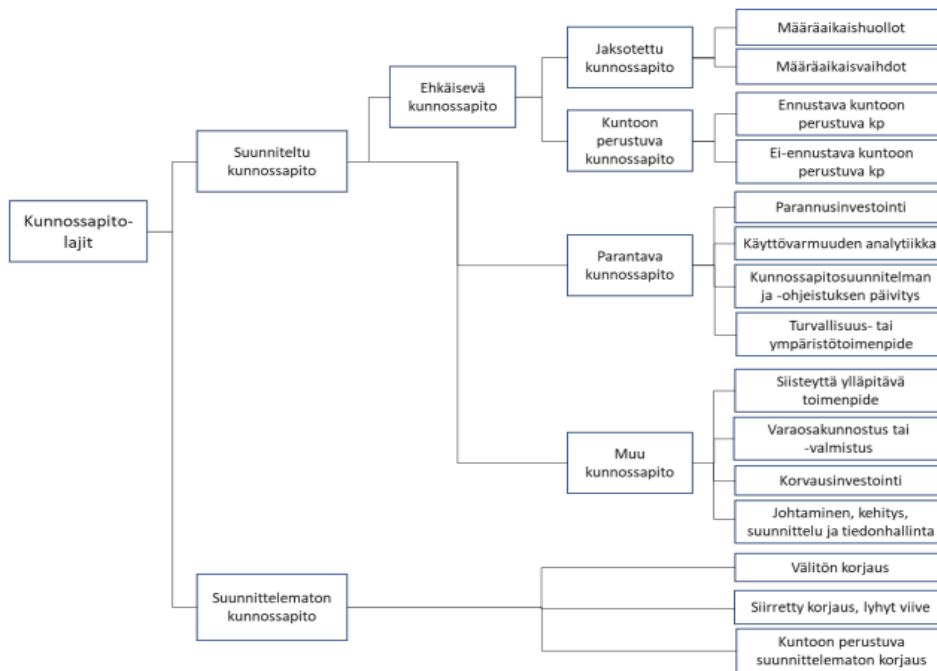 Kunnossapito-
lajit
Suunniteltu
kunnossapito
Ehkäisevä
kunnossapito
Jaksotettu
kunnossapito
Määräaikaishuollot
Määräaikaisvaihdot
Kuntoon
perustuva
kunnossapito
Ennustava kuntoon
perustuva kp
Ei-ennustava kuntoon
perustuva kp
Parantava
kunnossapito
Parannusinvestointi
Käyttövarmuuden analytiikka
Kunnossapitosuunnitelman
ja -ohjeistuksen päivitys
Turvallisuus- tai
ympäristötoimenpide
Muu
kunnossapito
Siisteyttä ylläpitävä
toimenpide
Varaosakunnostus tai
-valmistus
Korvausinvestointi
Johtaminen, kehitys,
suunnittelu ja tiedonhallinta
Suunnittelematon
kunnossapito
Välitön korjaus
Siirretty korjaus, lyhyt viive
Kuntoon perustuva
suunnittelematon korjaus